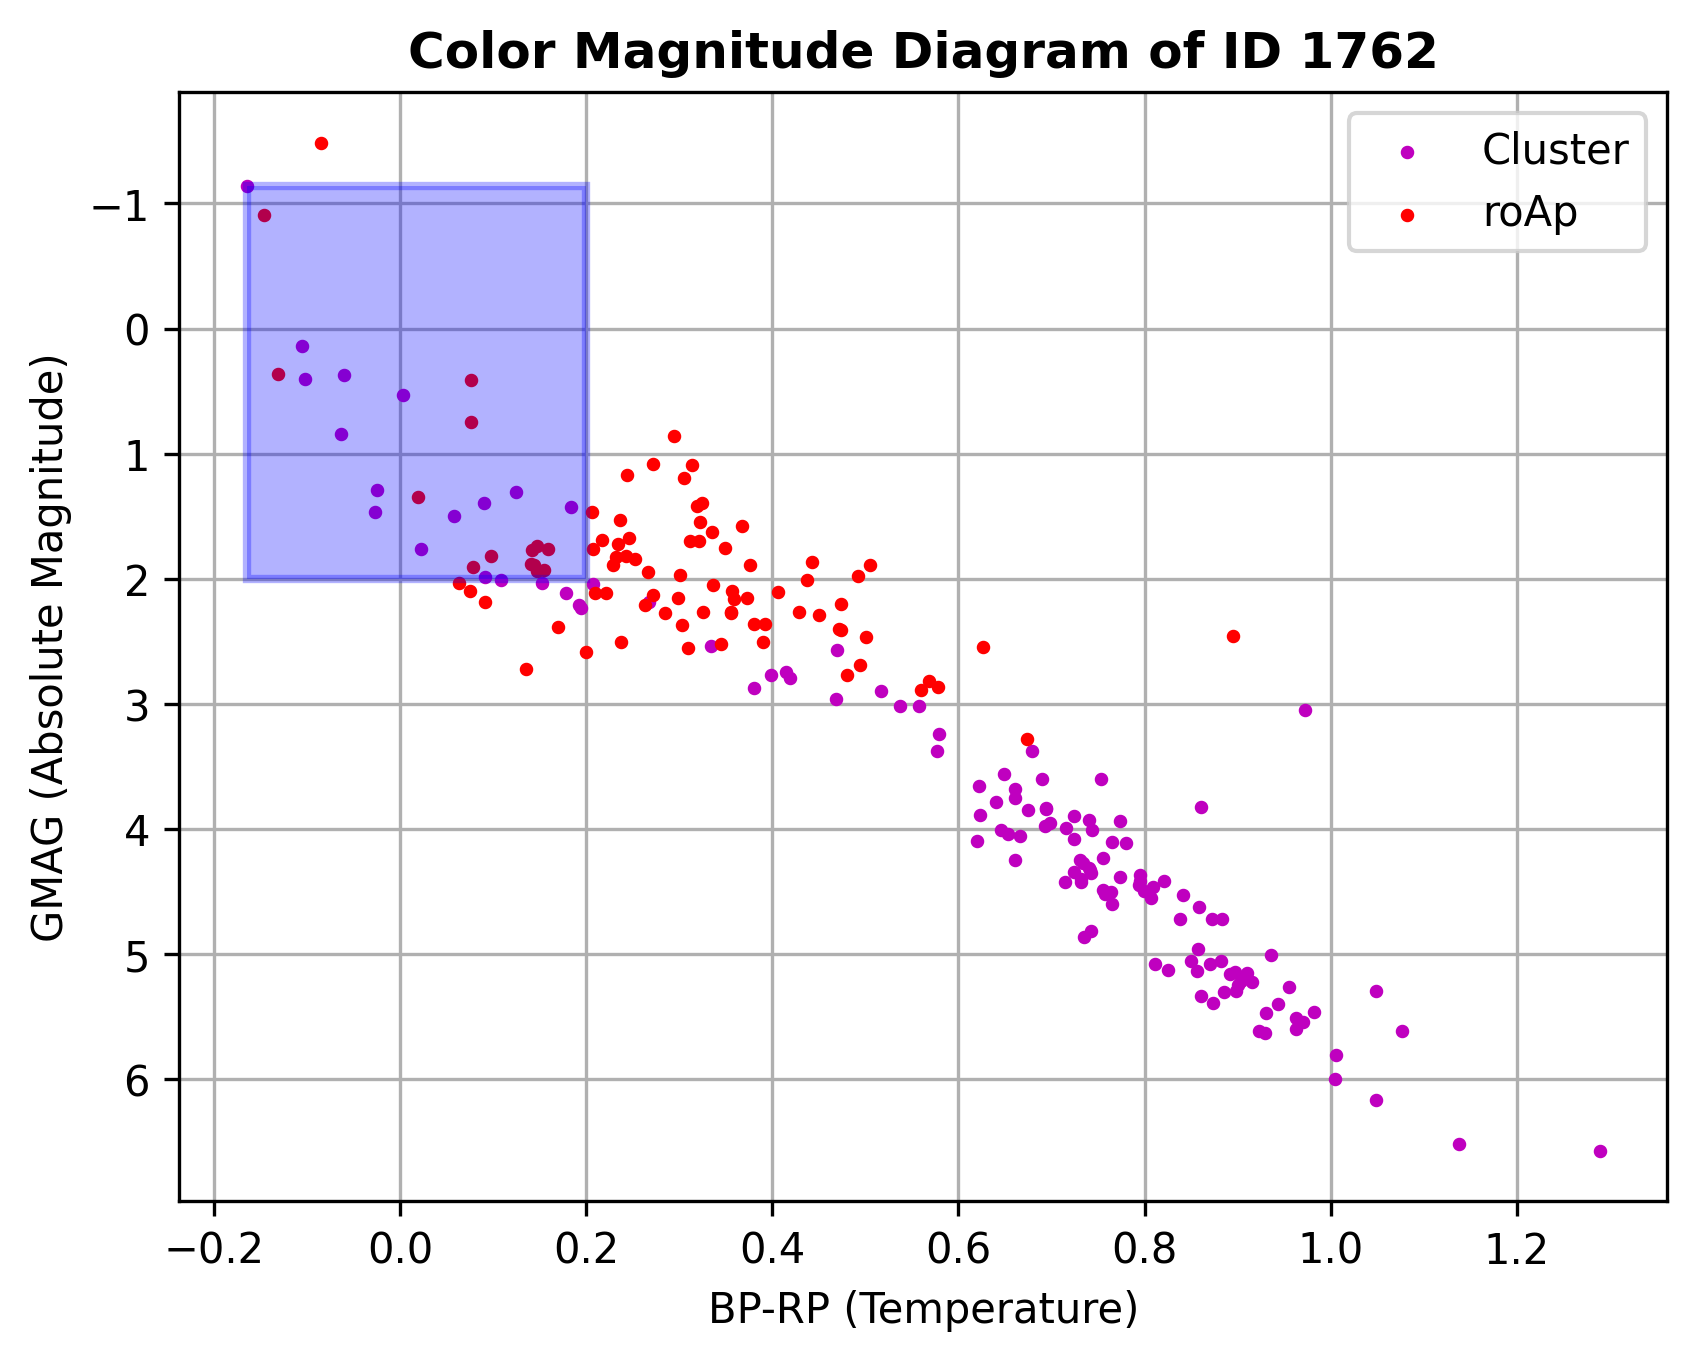 Color Magnitude Diagram of ID 1762
Cluster
roAp
−1
0
1
2
3
4
5
6
GMAG (Absolute Magnitude)
−0.2 0.0 0.2 0.4 0.6 0.8 1.0 1.2
BP-RP (Temperature)